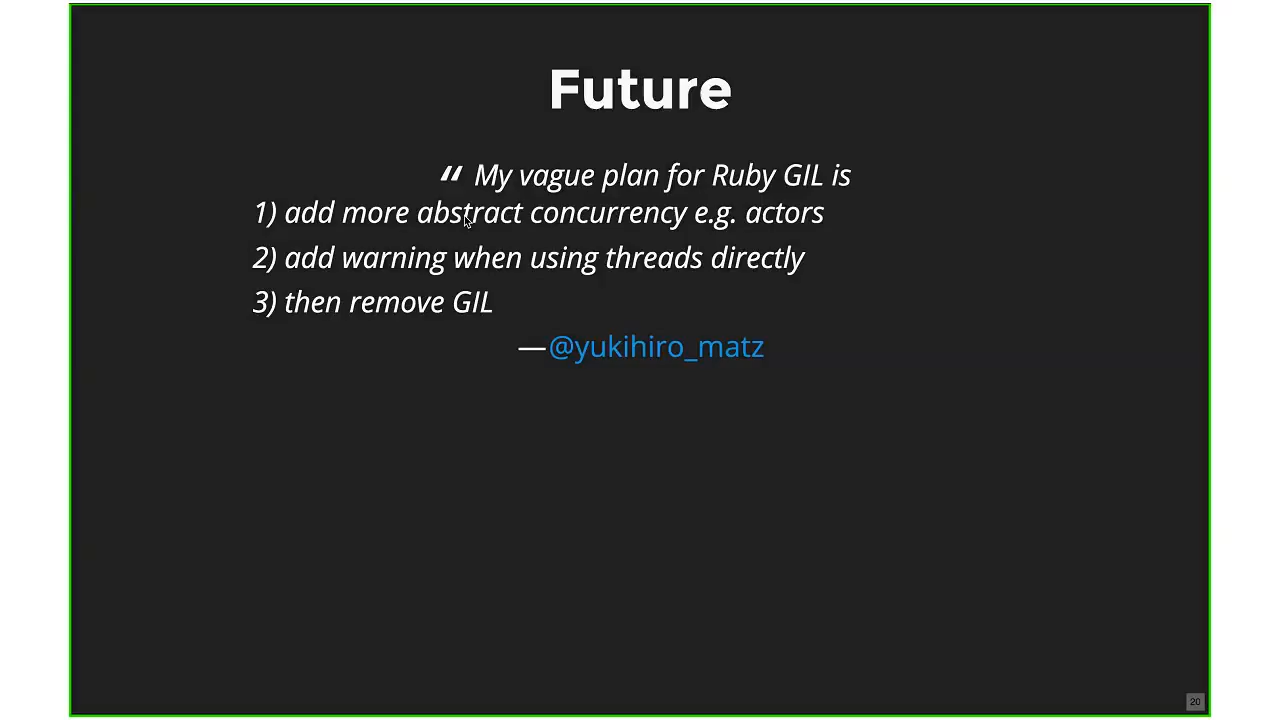 Future
“ My vague plan for Ruby GIL is
1) add more abstract concurrency e.g. actors
2) add warning when using threads directly
3) then remove GIL
—@yukihiro_matz
20